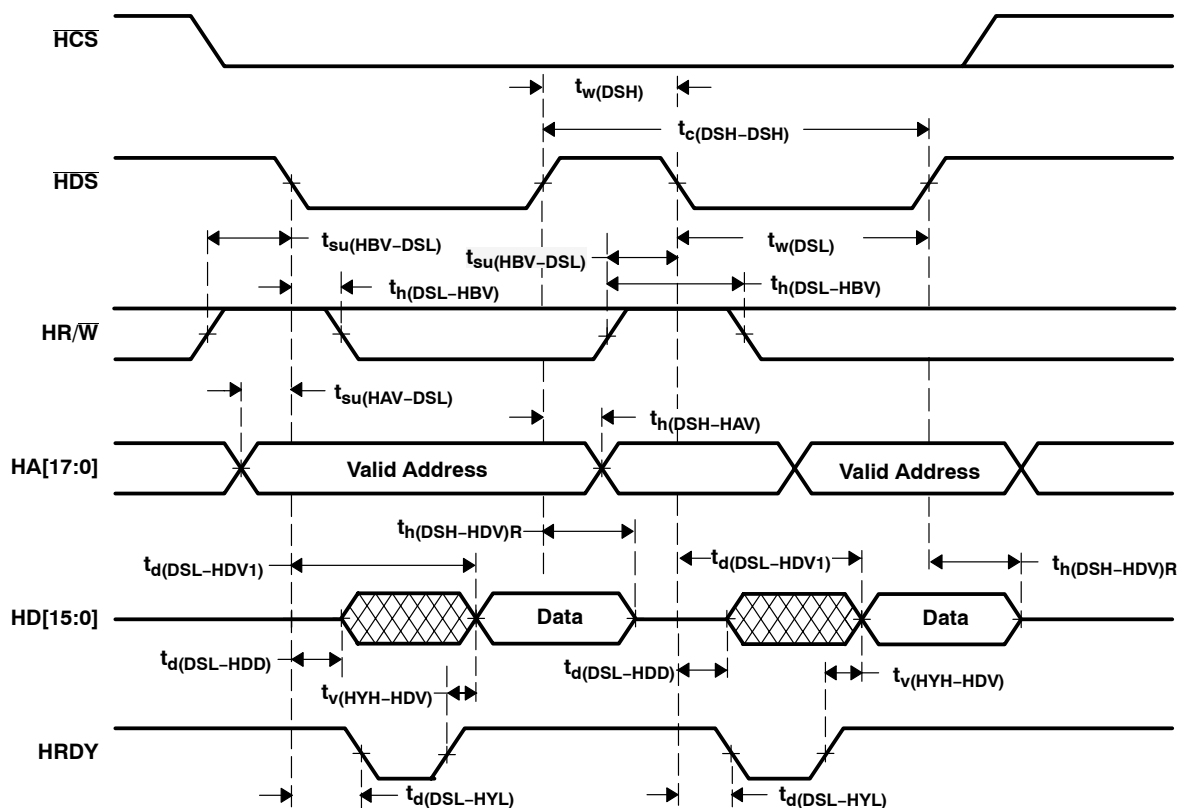 HCS
tw(DSH)
tc(DSH–DSH)
HDS
tsu(HBV–DSL)
tw(DSL)
tsu(HBV–DSL)
th(DSL–HBV)
th(DSL–HBV)
HR/W
tsu(HAV–DSL)
th(DSH–HAV)
HA[17:0]
Valid Address
Valid Address
th(DSH–HDV)R
td(DSL–HDV1)
td(DSL–HDV1)
th(DSH–HDV)R
HD[15:0]
Data
Data
td(DSL–HDD)
td(DSL–HDD)
tv(HYH–HDV)
tv(HYH–HDV)
HRDY
td(DSL–HYL)
td(DSL–HYL)